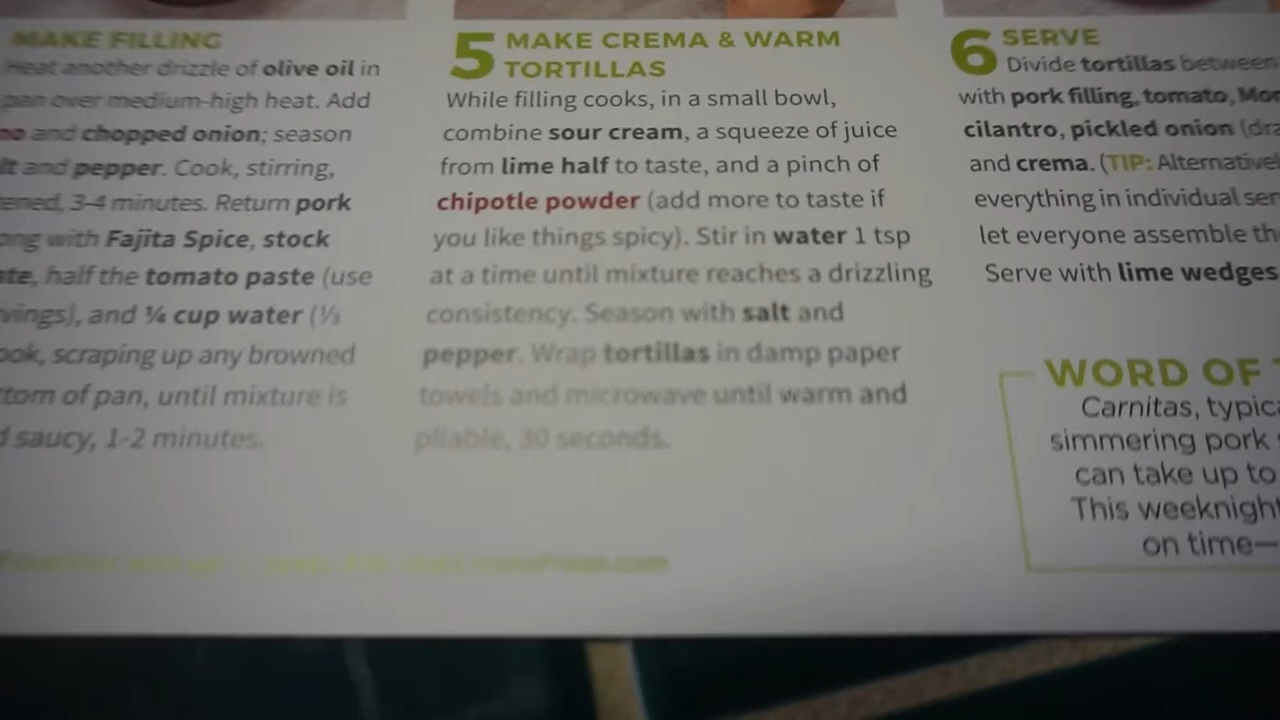 MAKE FILLING
Heat another drizzle of olive oil in
pan over medium-high heat. Add
and chopped onion; season
and pepper. Cook, stirring,
3-4 minutes. Return pork
with Fajita Spice, stock
half the tomato paste (use
and ¼ cup water (⅓
scraping up any browned
of pan, until mixture is
saucy, 1-2 minutes.
5 MAKE CREMA & WARM
TORTILLAS
While filling cooks, in a small bowl,
combine sour cream, a squeeze of juice
from lime half to taste, and a pinch of
chipotle powder (add more to taste if
you like things spicy). Stir in water 1 tsp
at a time until mixture reaches a drizzling
consistency. Season with salt and
pepper. Wrap tortillas in damp paper
towels and microwave until warm and
pliable, 30 seconds.
6 SERVE
Divide tortillas between
with pork filling, tomato,
cilantro, pickled onion
and crema. (TIP:
everything in individual
let everyone assemble
Serve with lime wedges
WORD OF
Carnitas,
simmering pork
can take up to
This
on time—